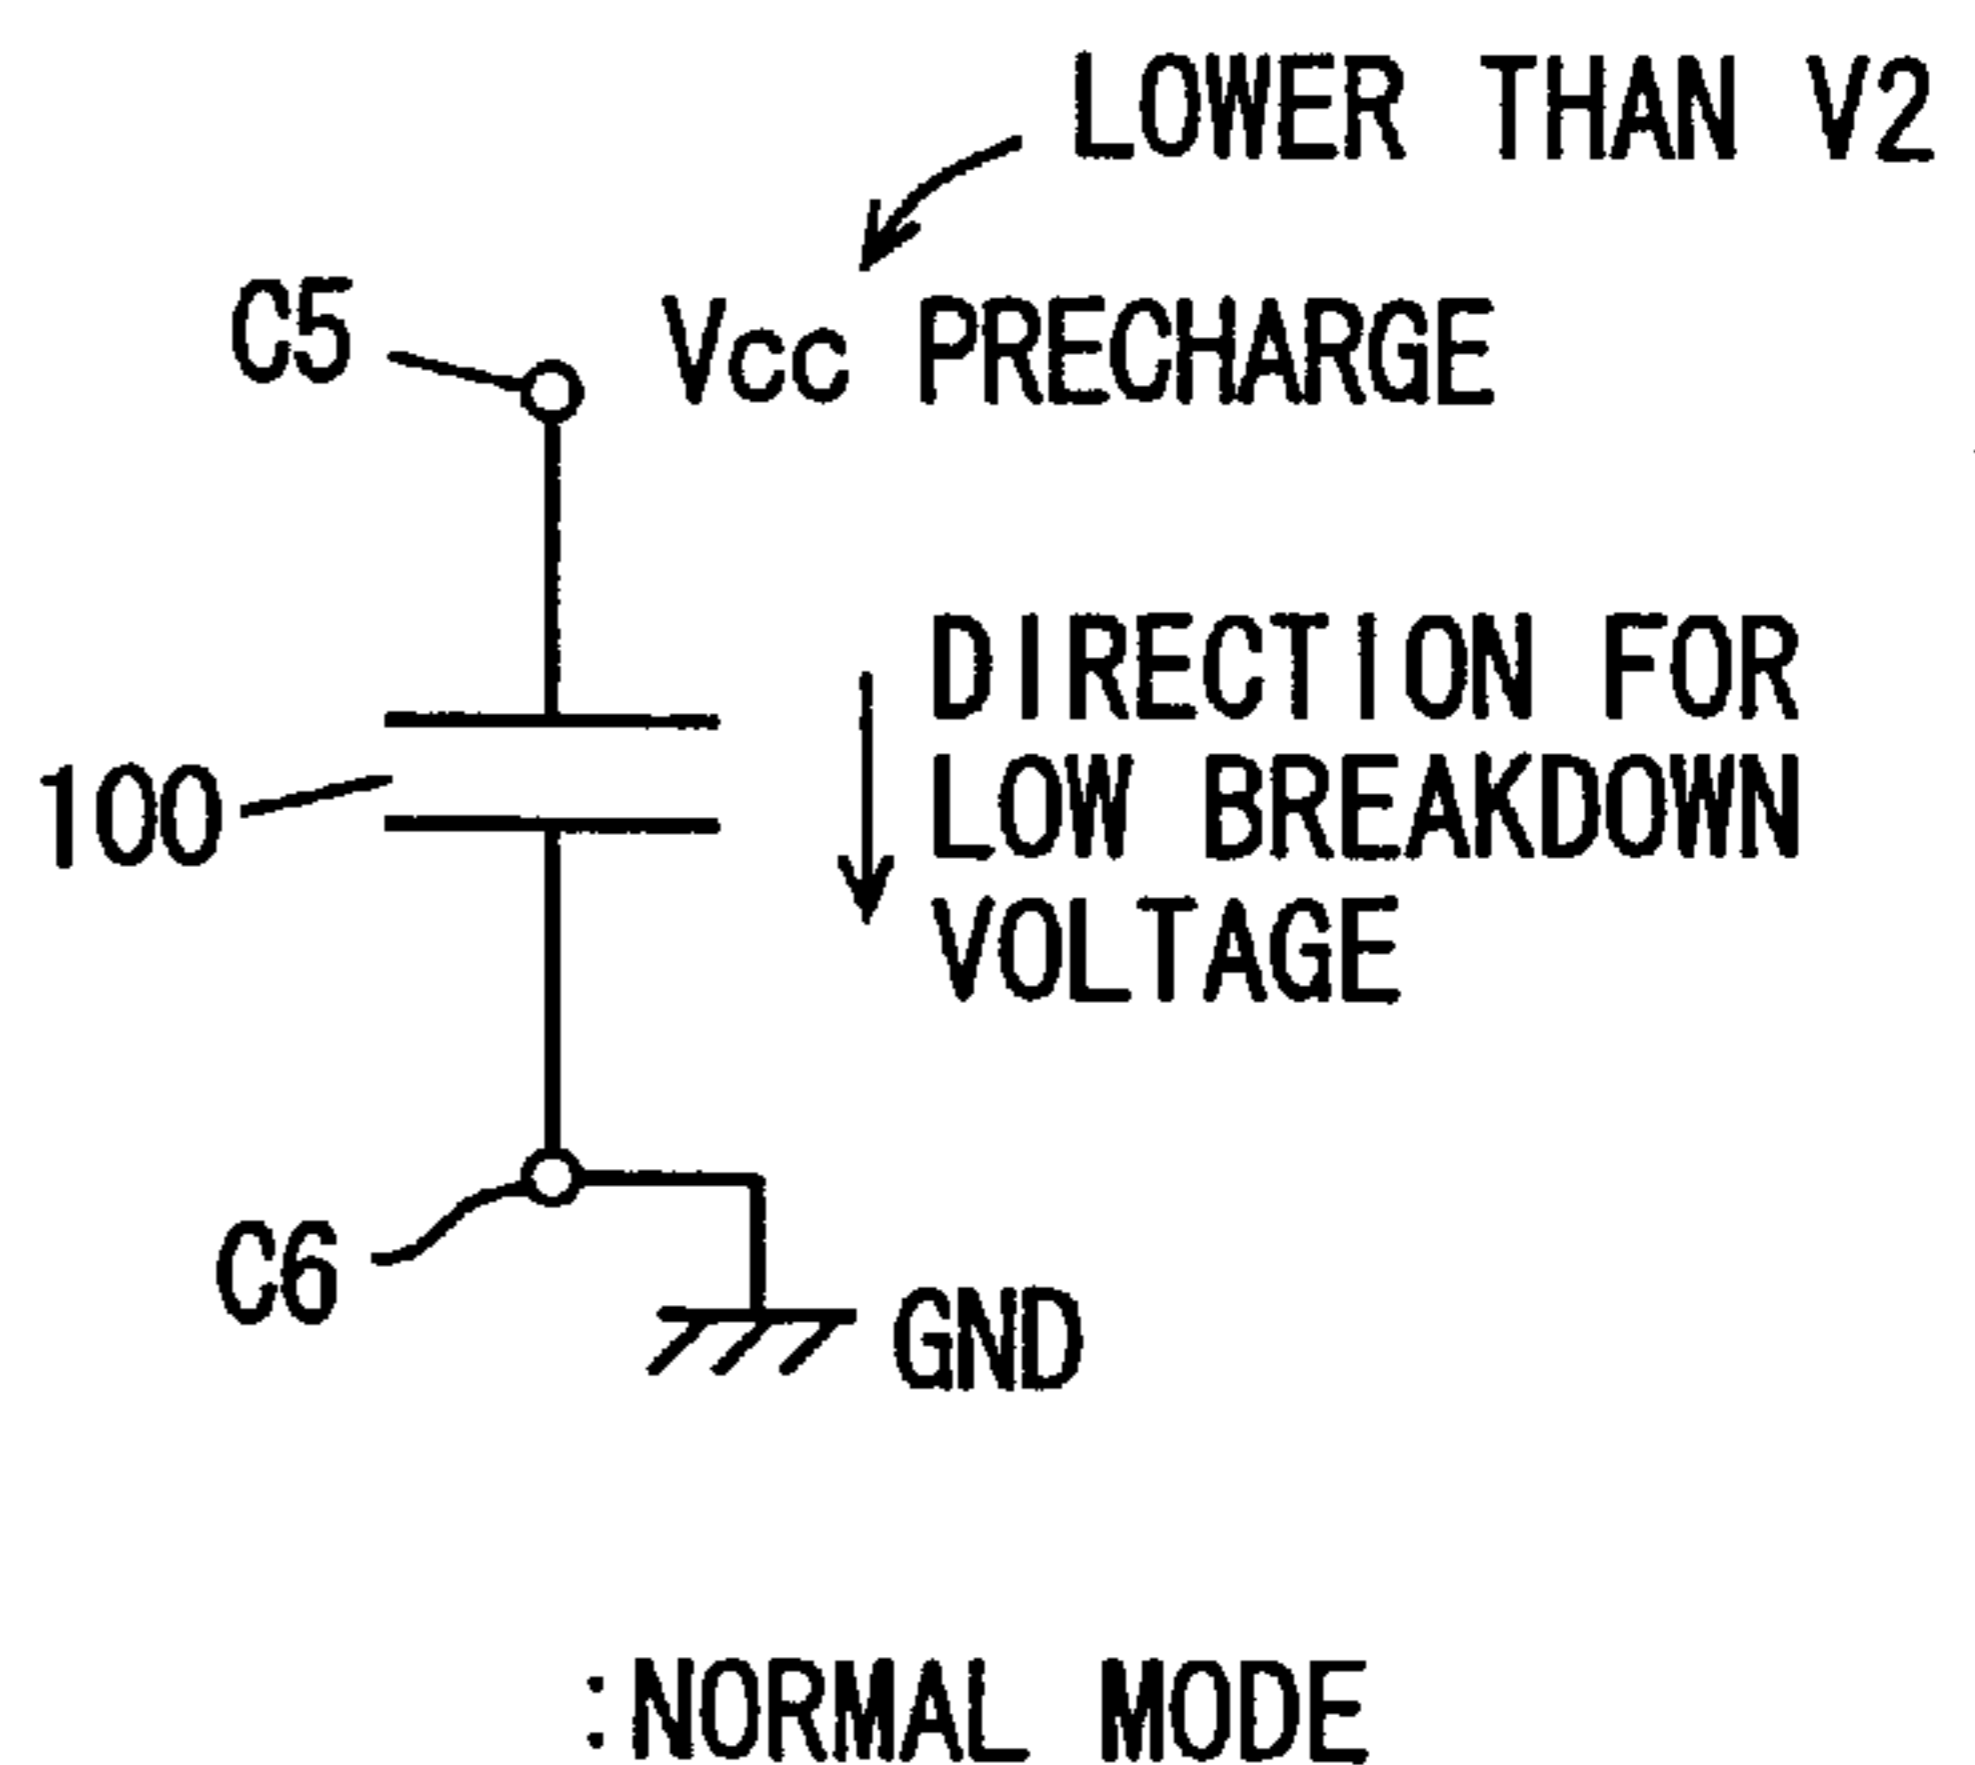 LOWER THAN V2
C5
Vcc PRECHARGE
DIRECTION FOR
LOW BREAKDOWN
VOLTAGE
100
C6
GND
:NORMAL MODE